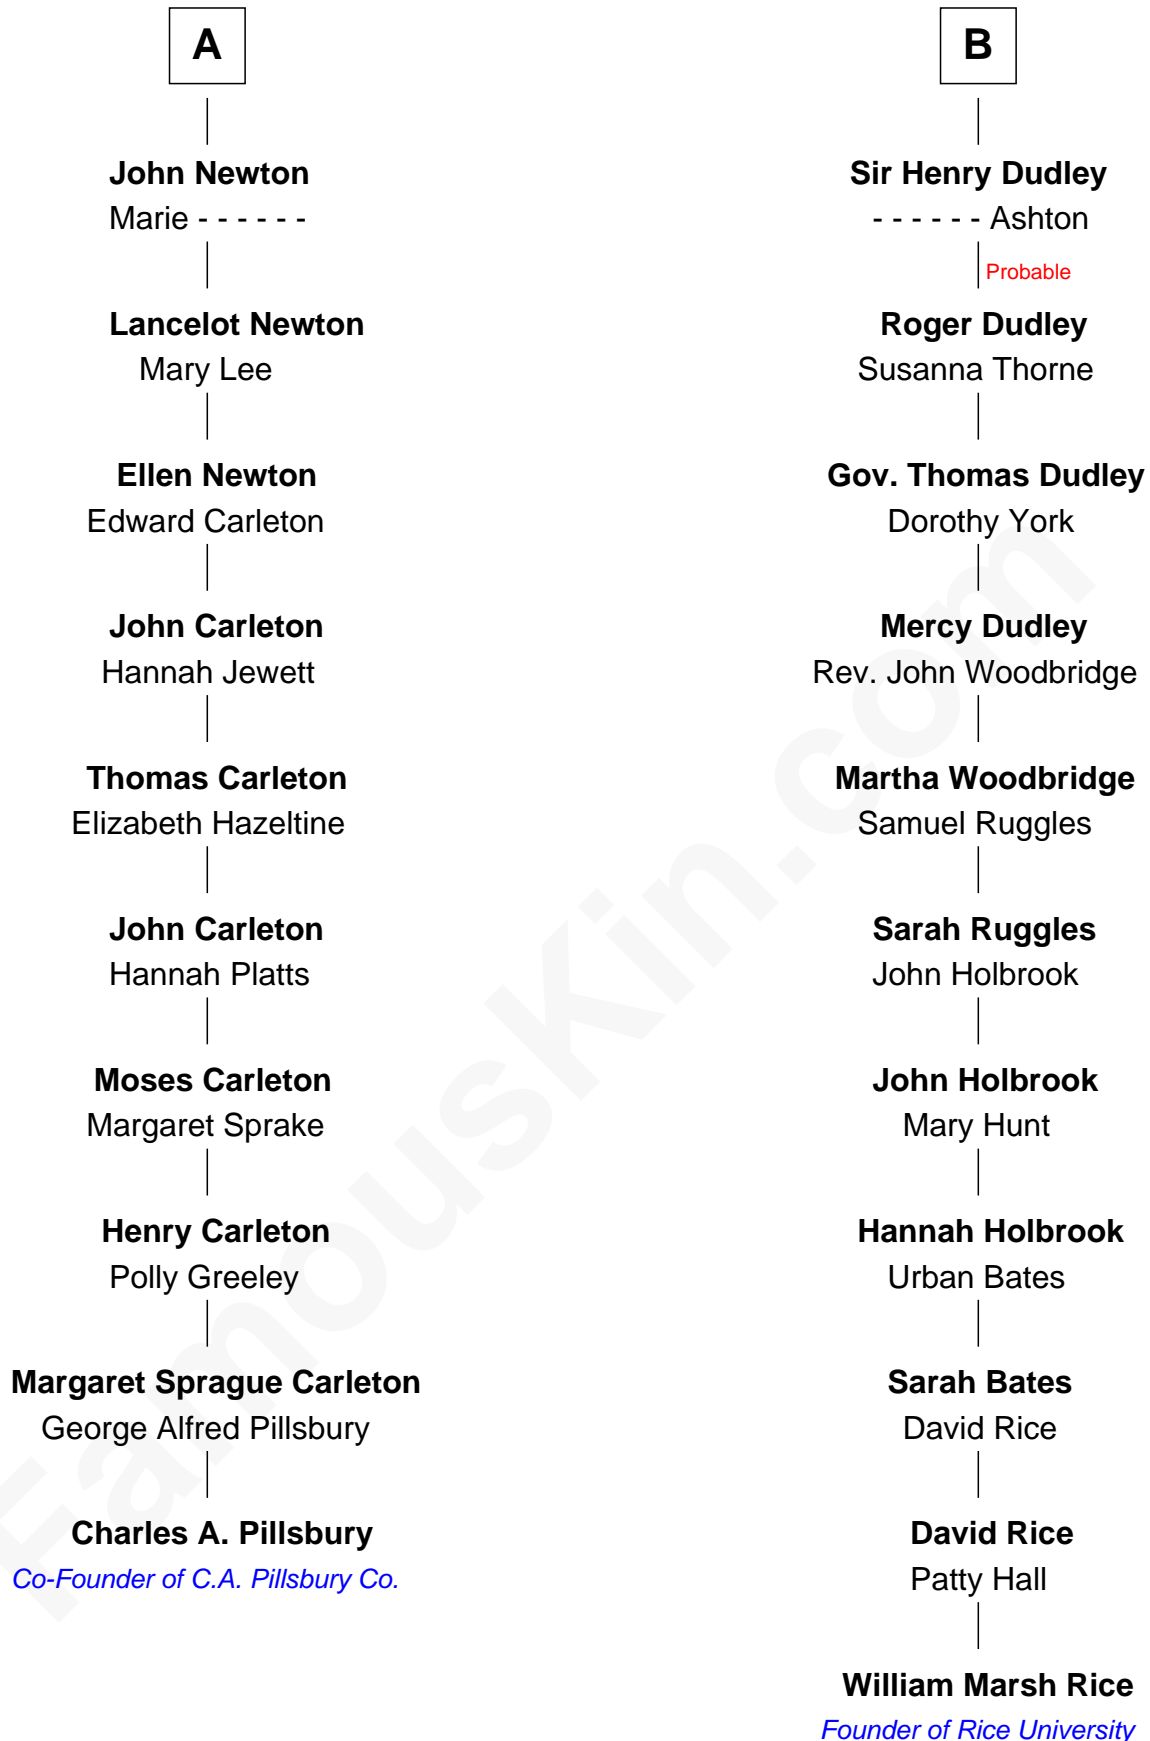 A
John Newton
Marie - - - - - -
Lancelot Newton
Mary Lee
Ellen Newton
Edward Carleton
John Carleton
Hannah Jewett
Thomas Carleton
Elizabeth Hazeltine
John Carleton
Hannah Platts
Moses Carleton
Margaret Sprake
Henry Carleton
Polly Greeley
Margaret Sprague Carleton
George Alfred Pillsbury
Charles A. Pillsbury
Co-Founder of C.A. Pillsbury Co.
B
Sir Henry Dudley
- - - - - - Ashton
Probable
Roger Dudley
Susanna Thorne
Gov. Thomas Dudley
Dorothy York
Mercy Dudley
Rev. John Woodbridge
Martha Woodbridge
Samuel Ruggles
Sarah Ruggles
John Holbrook
John Holbrook
Mary Hunt
Hannah Holbrook
Urban Bates
Sarah Bates
David Rice
David Rice
Patty Hall
William Marsh Rice
Founder of Rice University
FamousKin.com